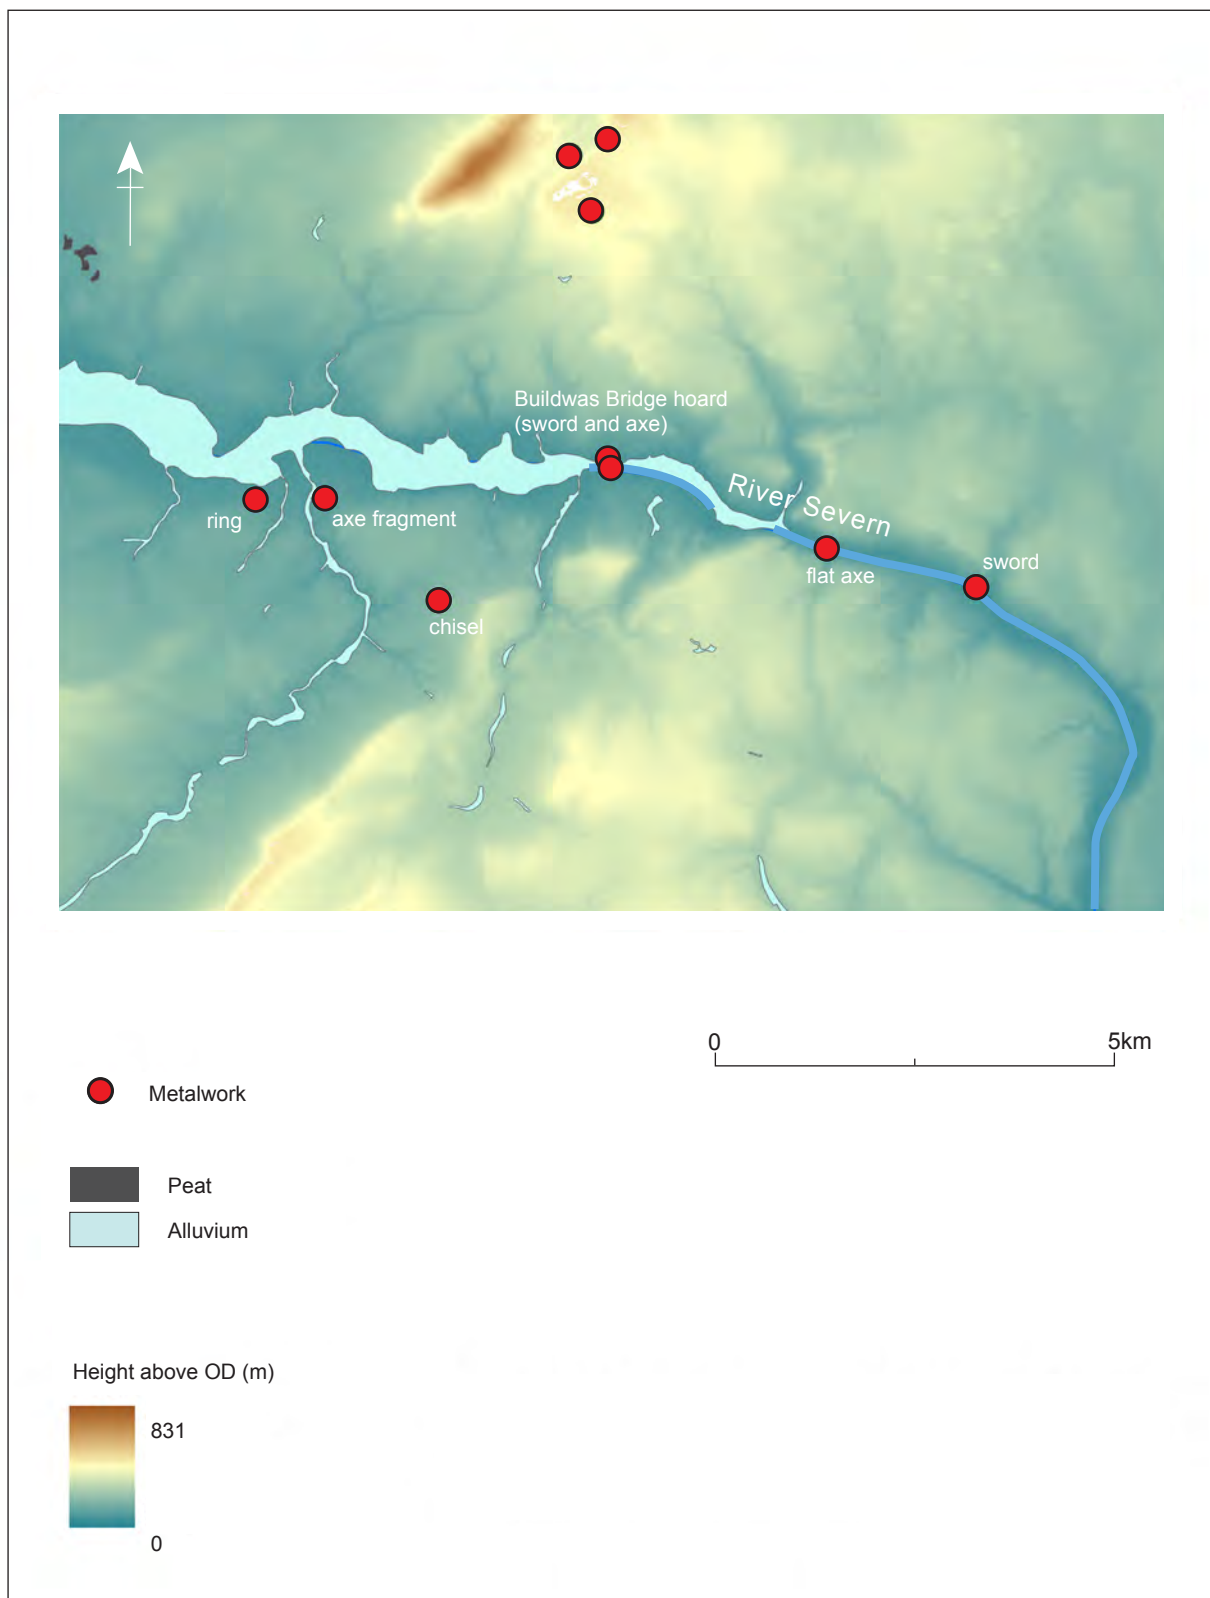 Buildwas Bridge hoard
(sword and axe)
River Severn
ring
axe fragment
flat axe
sword
chisel
0
5km
Metalwork
Peat
Alluvium
Height above OD (m)
831
0